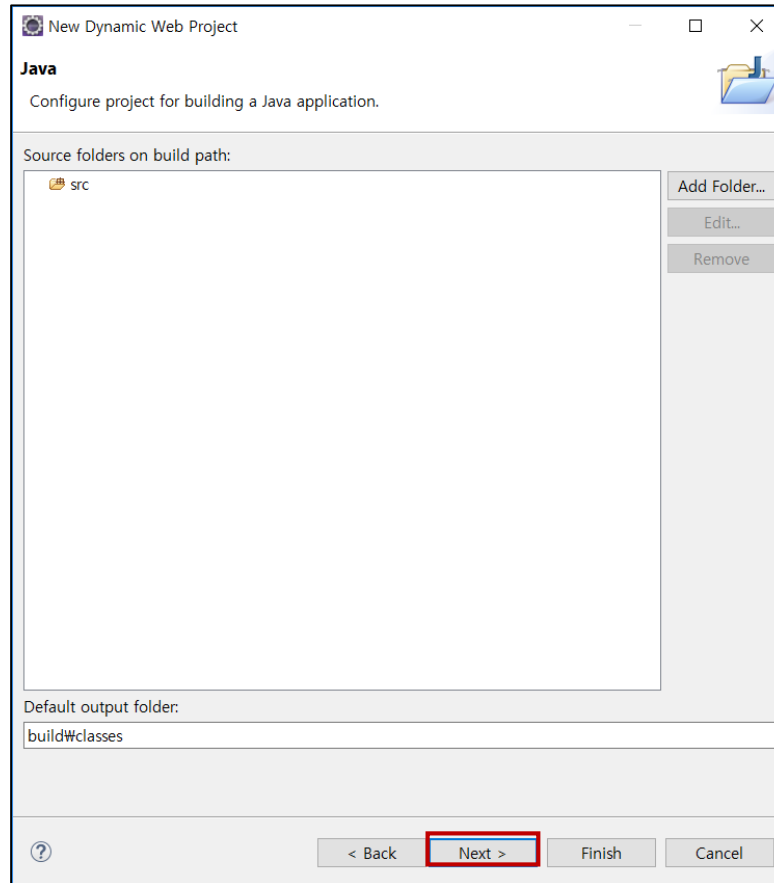 New Dynamic Web Project
Java
Configure project for building a Java application.
Source folders on build path:
src
Add Folder...
Edit...
Remove
Default output folder:
build₩classes
?
< Back
Next >
Finish
Cancel